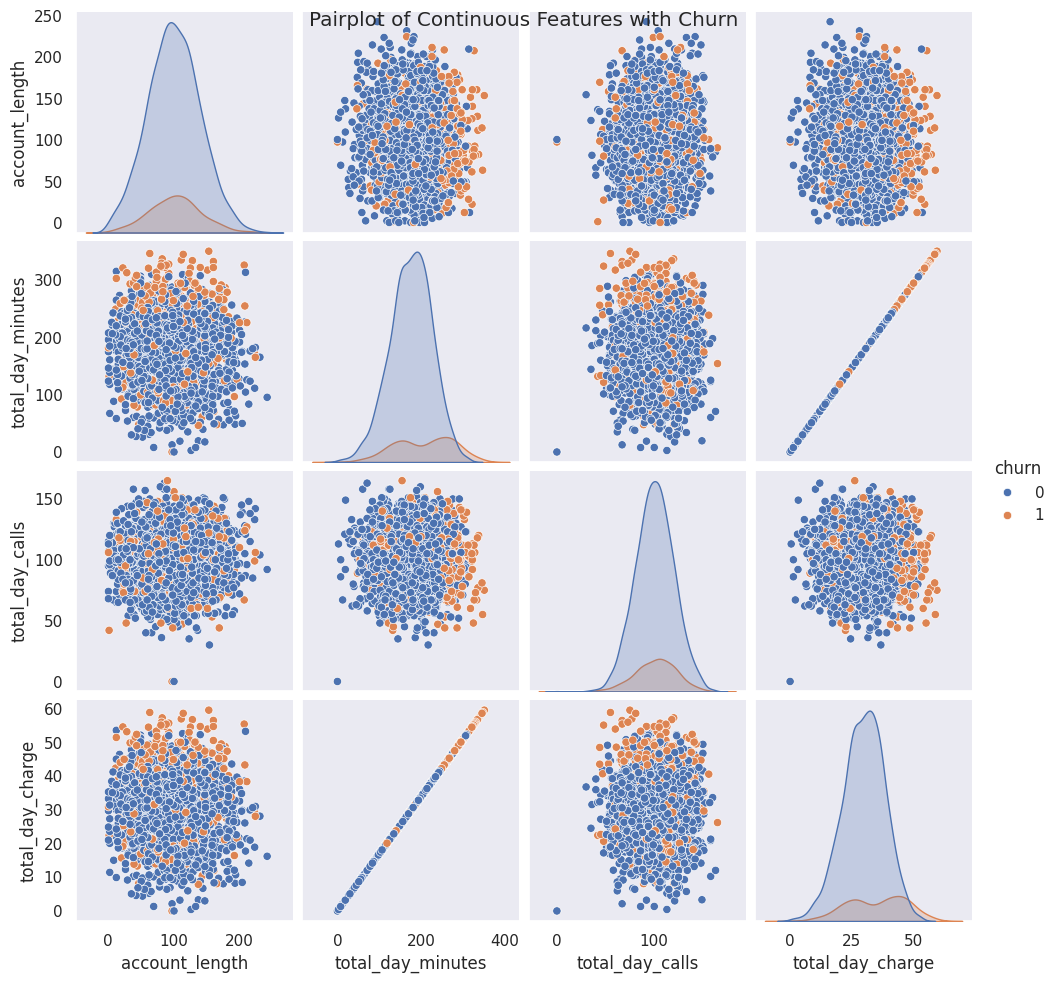 Pairplot of Continuous Features with Churn
250
200
150
100
50
0
account_length
300
200
100
0
total_day_minutes
150
100
50
0
total_day_calls
60
50
40
30
20
10
0
total_day_charge
0 100 200
account_length
0 200 400
total_day_minutes
0 100
total_day_calls
0 25 50
total_day_charge
churn
0
1